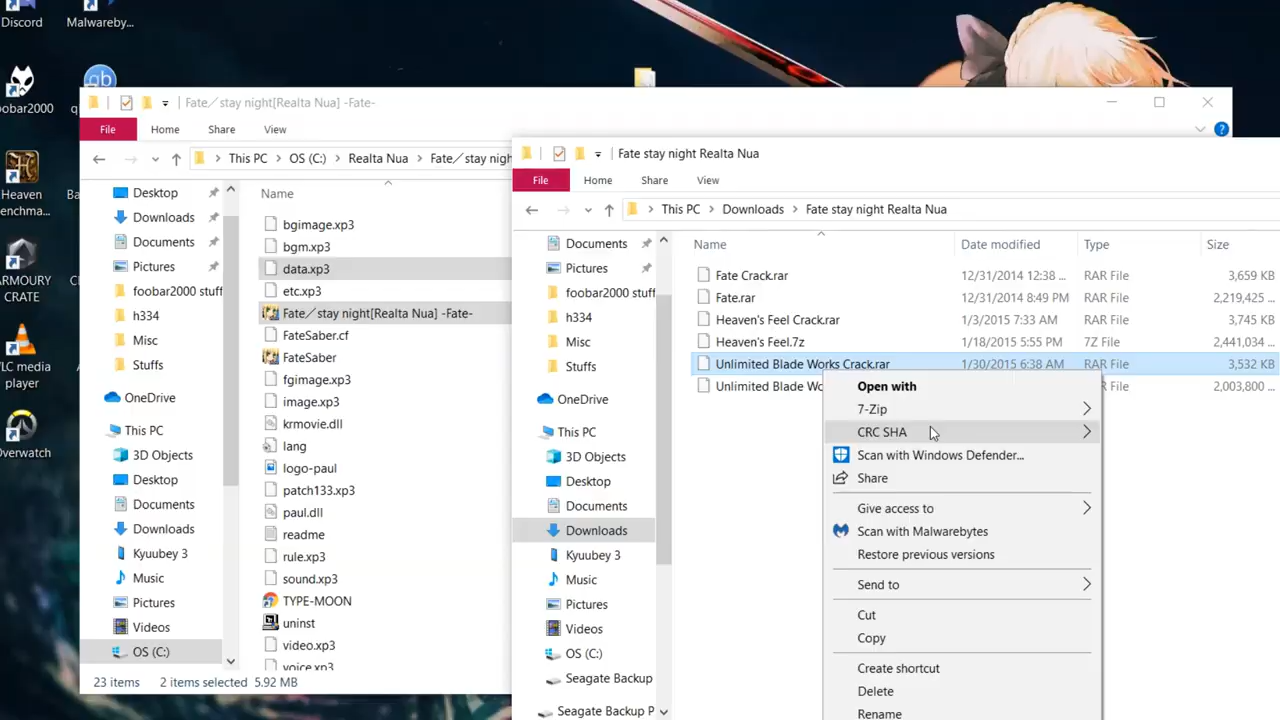 Discord
Malwareby...
oobar2000
q
Heaven
enchma...
Ba
ARMOURY
CRATE
C
LC media
player
Overwatch
Fate／stay night[Realta Nua] -Fate-
File Home Share View
This PC > OS (C:) > Realta Nua > Fate／stay nigh
Desktop
Downloads
Documents
Pictures
foobar2000 stuff
h334
Misc
Stuffs
OneDrive
This PC
3D Objects
Desktop
Documents
Downloads
Kyuubey 3
Music
Pictures
Videos
OS (C:)
Name
bgimage.xp3
bgm.xp3
data.xp3
etc.xp3
Fate／stay night[Realta Nua] -Fate-
FateSaber.cf
FateSaber
fgimage.xp3
image.xp3
krmovie.dll
lang
logo-paul
patch133.xp3
paul.dll
readme
rule.xp3
sound.xp3
TYPE-MOON
uninst
video.xp3
voice.xp3
23 items 2 items selected 5.92 MB
Fate stay night Realta Nua
File Home Share View
This PC > Downloads > Fate stay night Realta Nua
Documents
Pictures
foobar2000 stuf
h334
Misc
Stuffs
OneDrive
This PC
3D Objects
Desktop
Documents
Downloads
Kyuubey 3
Music
Pictures
Videos
OS (C:)
Seagate Backup
Seagate Backup P
Name Date modified Type Size
Fate Crack.rar 12/31/2014 12:38 ... RAR File 3,659 KB
Fate.rar 12/31/2014 8:49 PM RAR File 2,219,425 ...
Heaven's Feel Crack.rar 1/3/2015 7:33 AM RAR File 3,745 KB
Heaven's Feel.7z 1/18/2015 5:55 PM 7Z File 2,441,034 ...
Unlimited Blade Works Crack.rar 1/30/2015 6:38 AM RAR File 3,532 KB
Unlimited Blade Wo File 2,003,800 ...
Open with
7-Zip
CRC SHA
Scan with Windows Defender...
Share
Give access to
Scan with Malwarebytes
Restore previous versions
Send to
Cut
Copy
Create shortcut
Delete
Rename